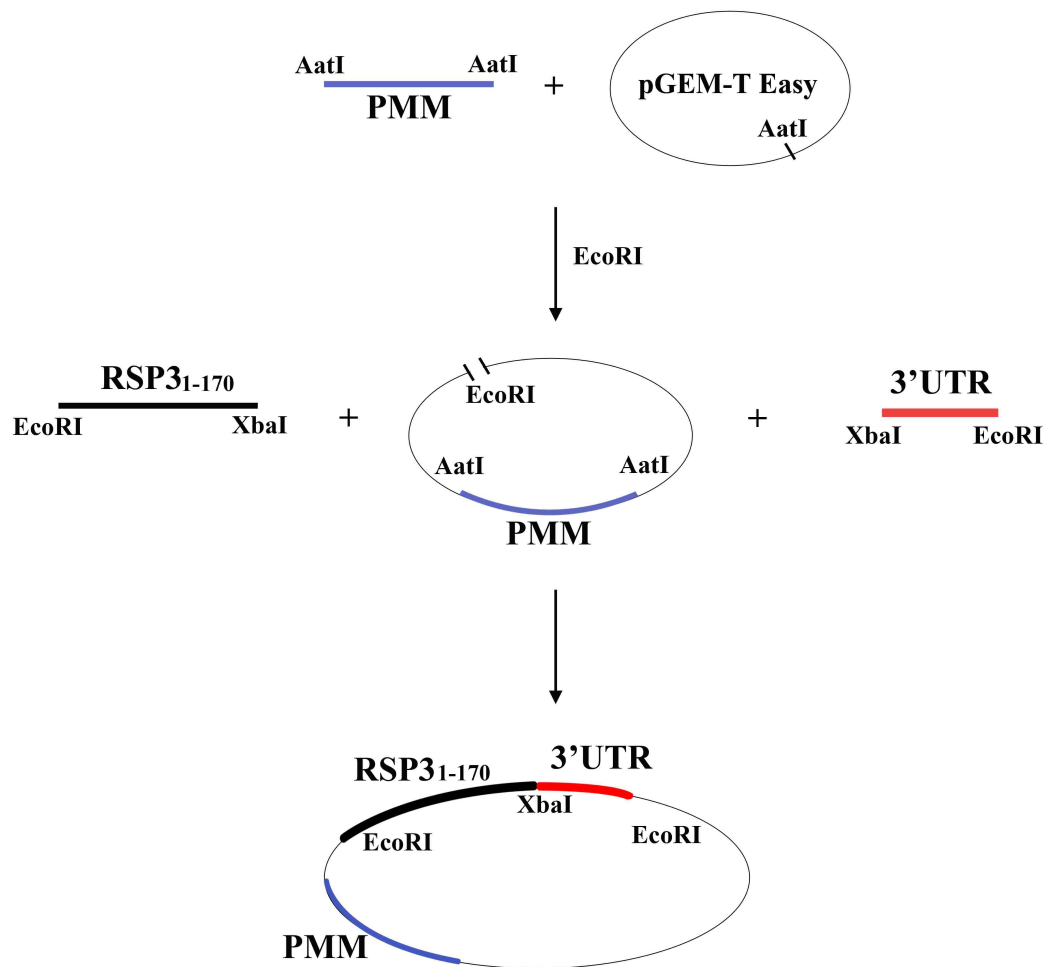 AatI AatI
PMM
+
pGEM-T Easy
AatI
EcoRI
RSP31-170
EcoRI XbaI
+
EcoRI
AatI AatI
PMM
+
3’UTR
XbaI EcoRI
RSP31-170 3’UTR
XbaI
EcoRI EcoRI
PMM